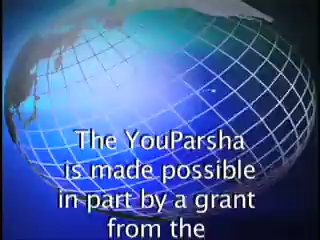 The YouParsha
is made possible
in part by a grant
from the